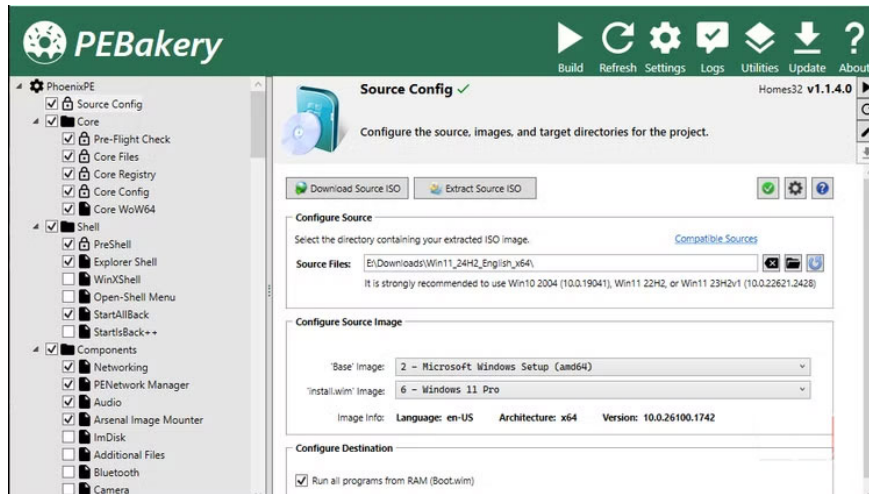 PEBakery
Build Refresh Settings Logs Utilities Update About
PhoenixPE
Source Config
Core
Pre-Flight Check
Core Files
Core Registry
Core Config
Core WoW64
Shell
PreShell
Explorer Shell
WinXShell
Open-Shell Menu
StartAllBack
StartIsBack++
Components
Networking
PENetwork Manager
Audio
Arsenal Image Mounter
ImDisk
Additional Files
Bluetooth
Camera
Source Config
Homes32 v1.1.4.0
Configure the source, images, and target directories for the project.
Download Source ISO Extract Source ISO
Configure Source
Select the directory containing your extracted ISO image. Compatible Sources
Source Files: E:\Downloads\Win11_24H2_English_x64\
It is strongly recommended to use Win10 2004 (10.0.19041), Win11 22H2, or Win11 23H2v1 (10.0.22621.2428)
Configure Source Image
'Base' Image: 2 - Microsoft Windows Setup (amd64)
'install.wim' Image: 6 - Windows 11 Pro
Image Info: Language: en-US Architecture: x64 Version: 10.0.26100.1742
Configure Destination
Run all programs from RAM (Boot.wim)